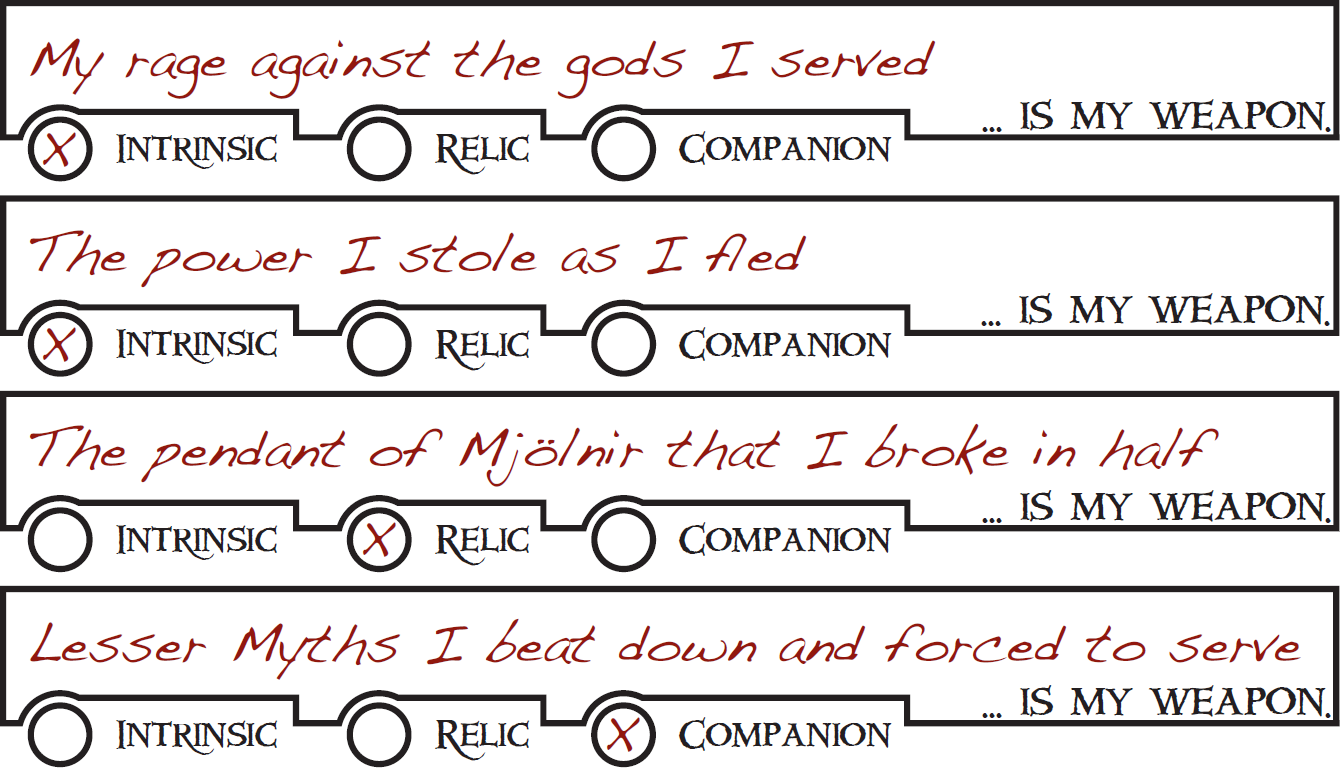 My rage against the gods I served
... IS MY WEAPON.
X INTRINSIC RELIC COMPANION
The power I stole as I fled
... IS MY WEAPON.
X INTRINSIC RELIC COMPANION
The pendant of Mjölnir that I broke in half
... IS MY WEAPON.
INTRINSIC X RELIC COMPANION
Lesser Myths I beat down and forced to serve
... IS MY WEAPON.
INTRINSIC RELIC X COMPANION